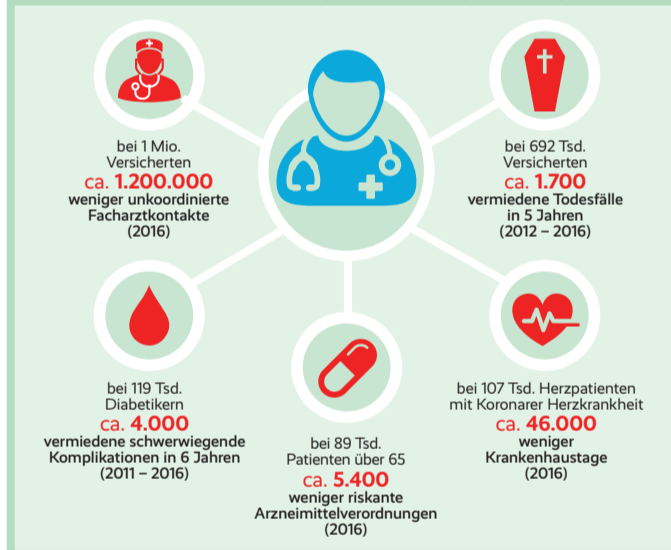 bei 1 Mio.
Versicherten
ca. 1.200.000
weniger unkoordinierte
Facharztkontakte
(2016)
bei 692 Tsd.
Versicherten
ca. 1.700
vermiedene Todesfälle
in 5 Jahren
(2012 – 2016)
bei 119 Tsd.
Diabetikern
ca. 4.000
vermiedene schwerwiegende
Komplikationen in 6 Jahren
(2011 – 2016)
bei 89 Tsd.
Patienten über 65
ca. 5.400
weniger riskante
Arzneimittelverordnungen
(2016)
bei 107 Tsd. Herzpatienten
mit Koronarer Herzkrankheit
ca. 46.000
weniger
Krankenhaustage
(2016)